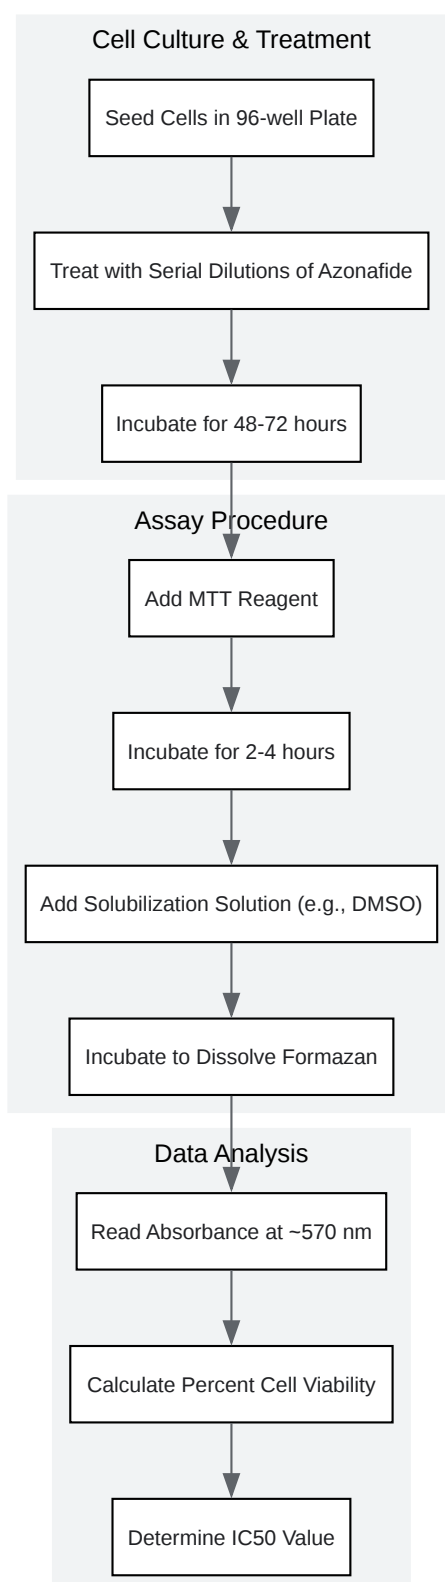 Cell Culture & Treatment
Seed Cells in 96-well Plate
Treat with Serial Dilutions of Azonafide
Incubate for 48-72 hours
Assay Procedure
Add MTT Reagent
Incubate for 2-4 hours
Add Solubilization Solution (e.g., DMSO)
Incubate to Dissolve Formazan
Data Analysis
Read Absorbance at ~570 nm
Calculate Percent Cell Viability
Determine IC50 Value